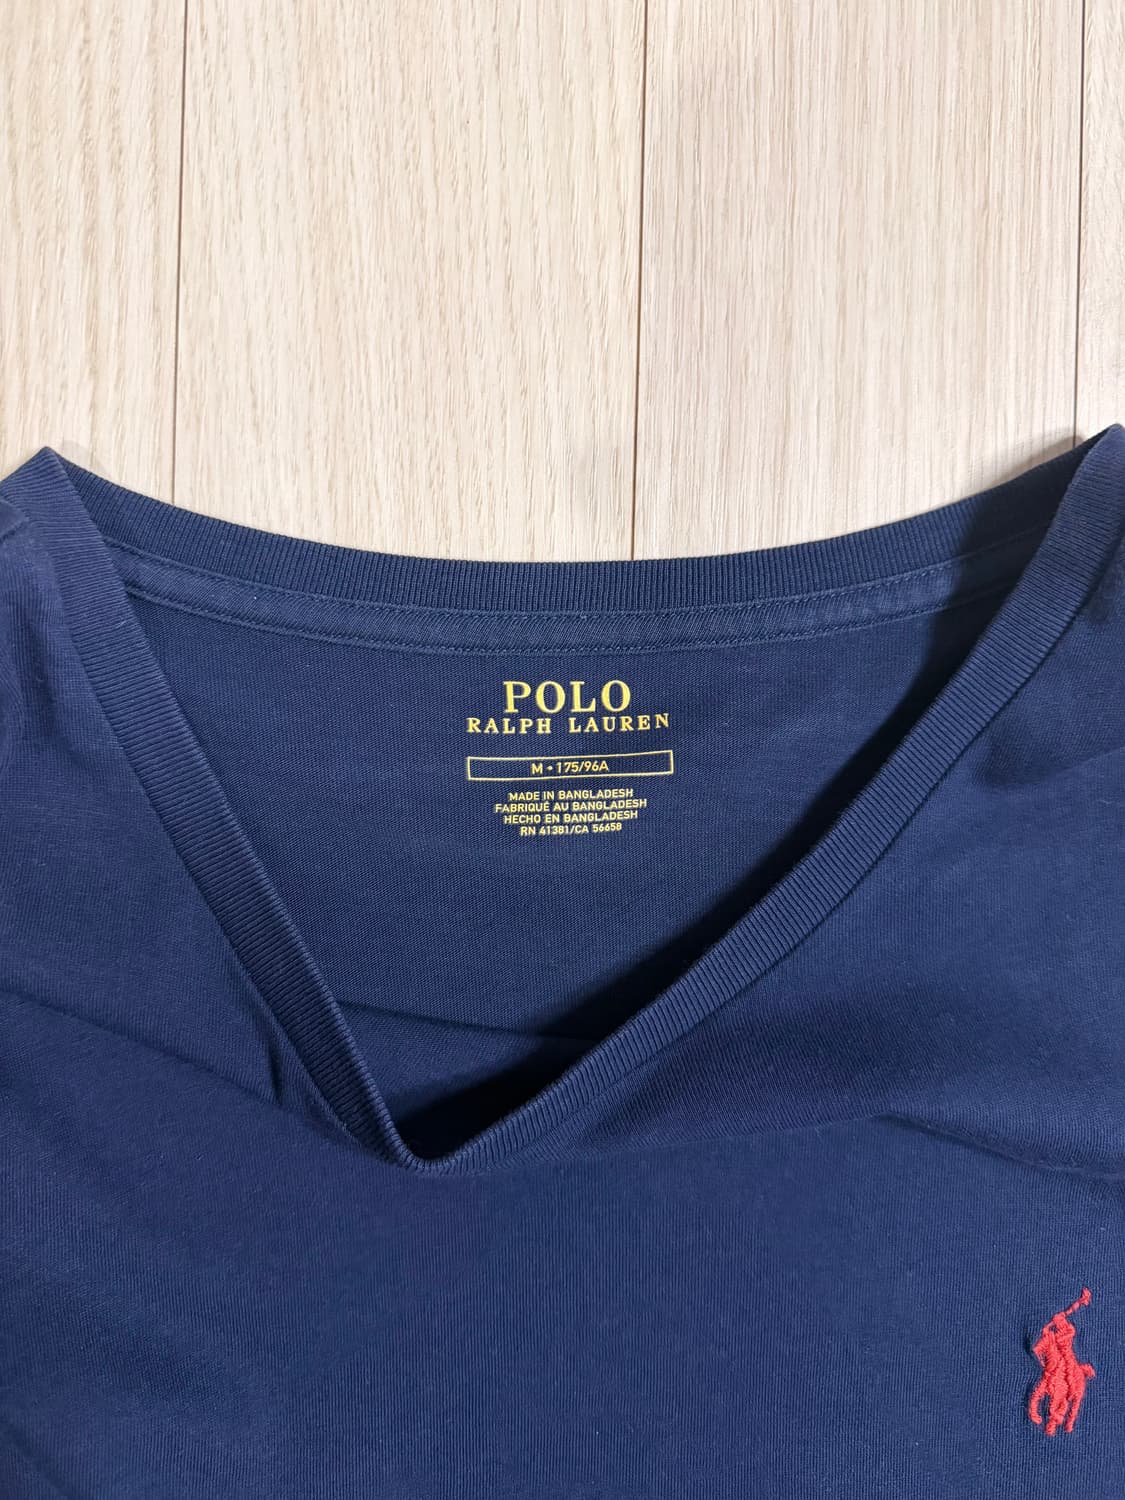 POLO
RALPH LAUREN
M • 175/96A
MADE IN BANGLADESH
FABRIQUÉ AU BANGLADESH
HECHO EN BANGLADESH
RN 41381/CA 56658